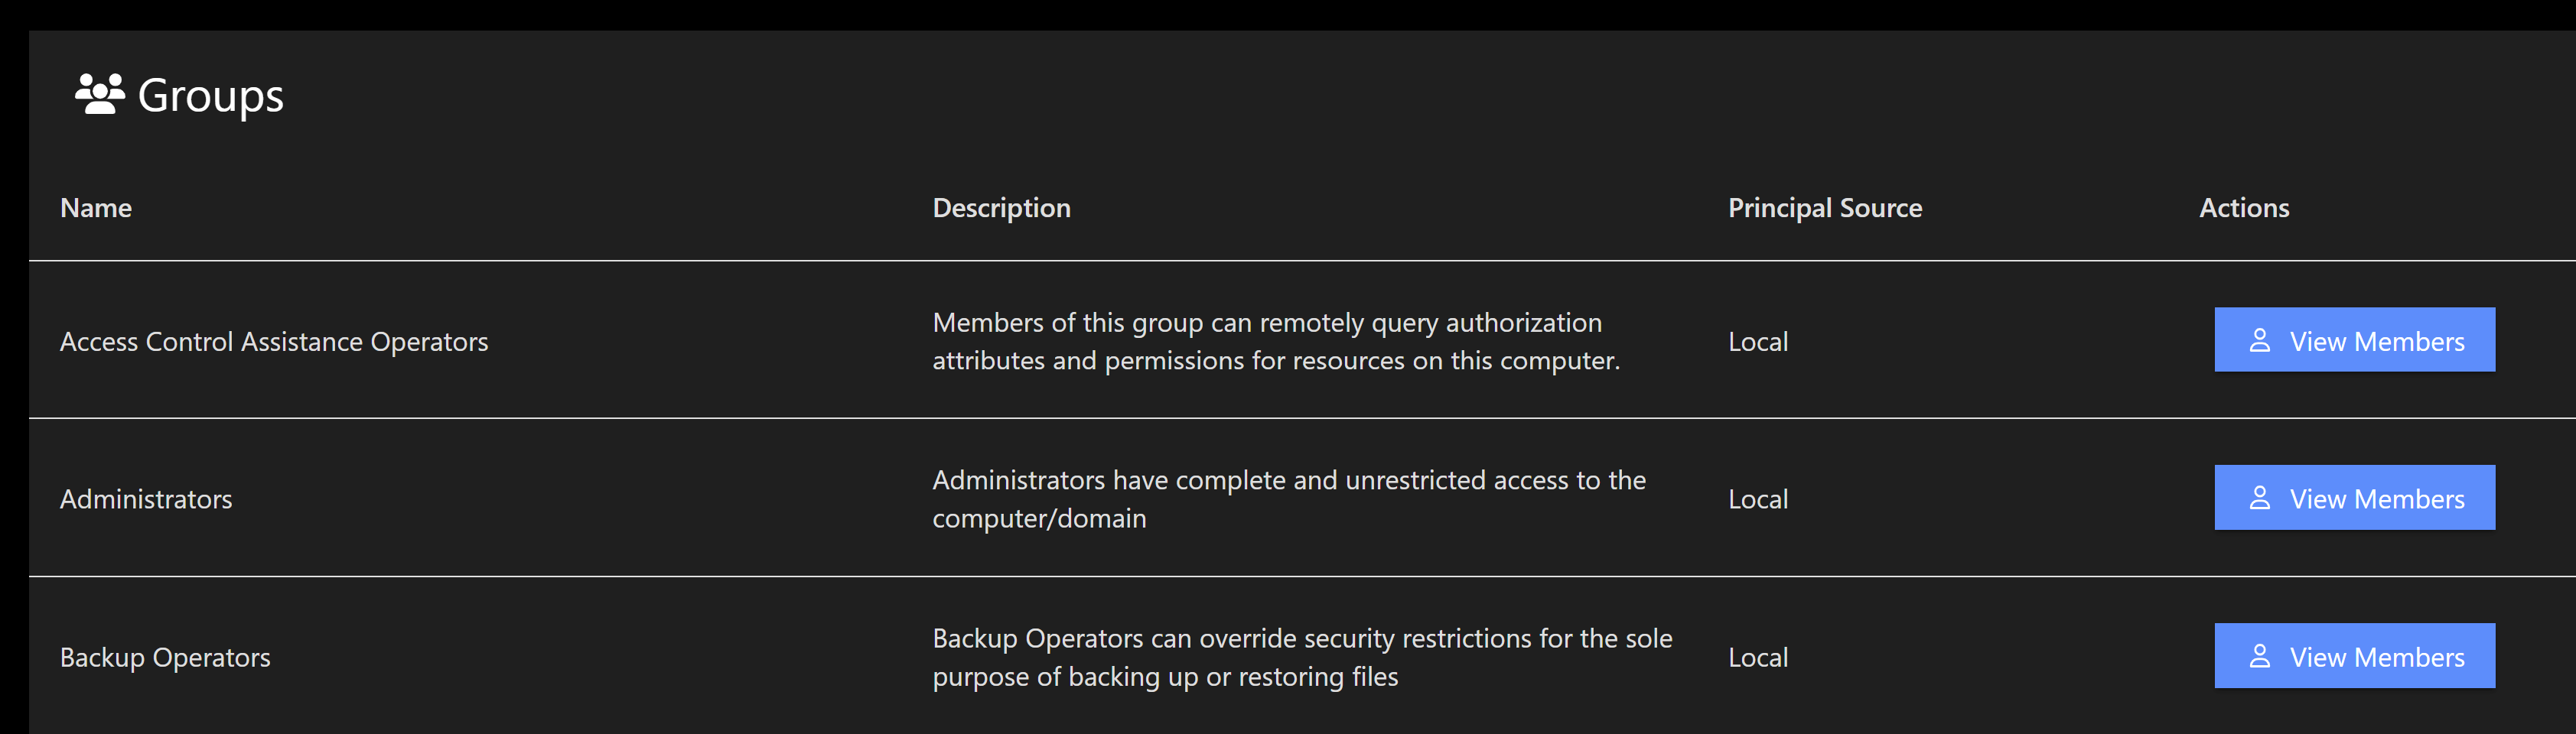 Groups
Name Description Principal Source Actions
Access Control Assistance Operators
Members of this group can remotely query authorization
attributes and permissions for resources on this computer.
Local
View Members
Administrators
Administrators have complete and unrestricted access to the
computer/domain
Local
View Members
Backup Operators
Backup Operators can override security restrictions for the sole
purpose of backing up or restoring files
Local
View Members